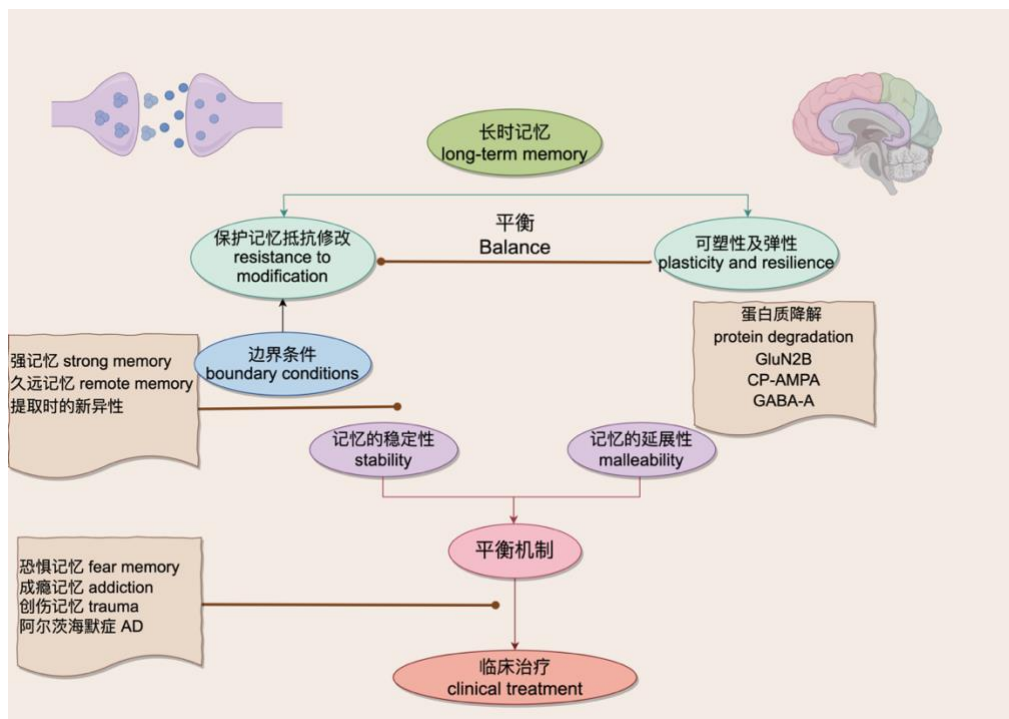 长时记忆
long-term memory
平衡
Balance
保护记忆抵抗修改
resistance to
modification
可塑性及弹性
plasticity and resilience
蛋白质降解
protein degradation
GluN2B
CP-AMPA
GABA-A
边界条件
boundary conditions
强记忆 strong memory
久远记忆 remote memory
提取时的新异性
记忆的稳定性
stability
记忆的延展性
malleability
平衡机制
恐惧记忆 fear memory
成瘾记忆 addiction
创伤记忆 trauma
阿尔茨海默症 AD
临床治疗
clinical treatment